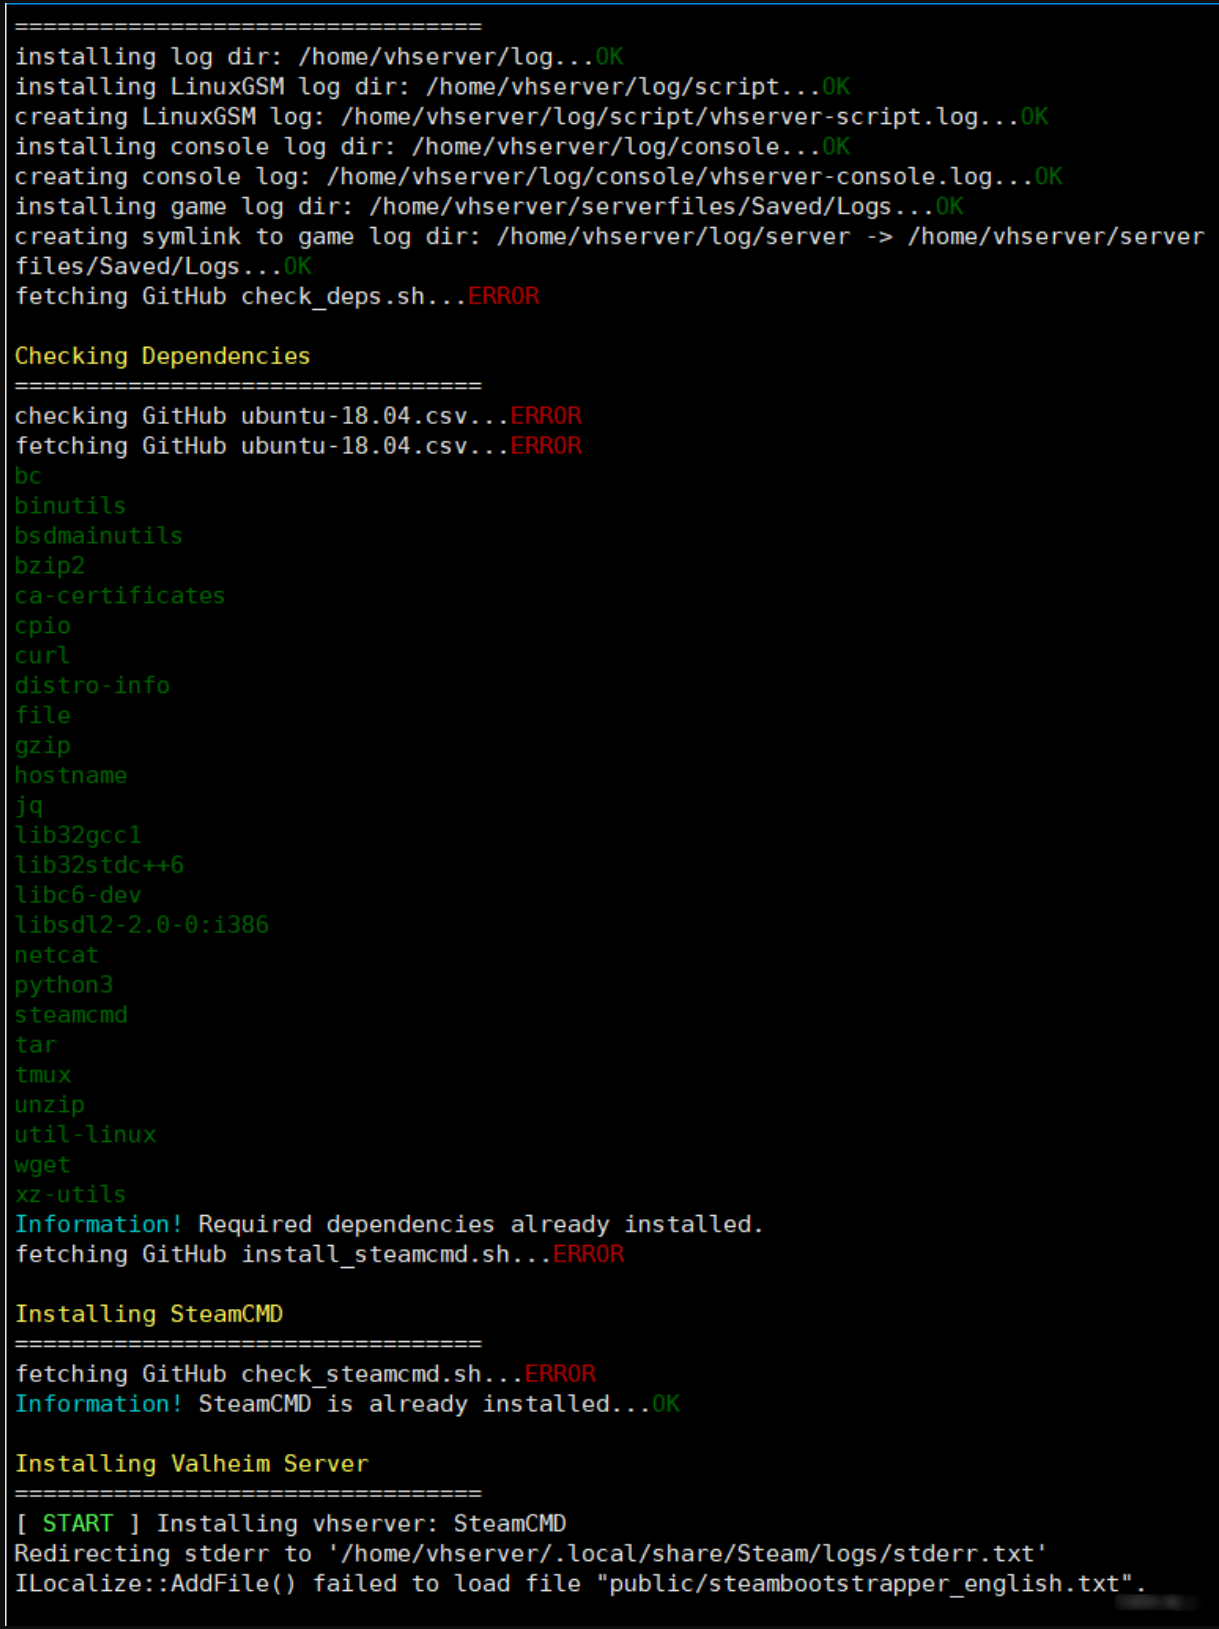 =================================
installing log dir: /home/vhserver/log...OK
installing LinuxGSM log dir: /home/vhserver/log/script...OK
creating LinuxGSM log: /home/vhserver/log/script/vhserver-script.log...OK
installing console log dir: /home/vhserver/log/console...OK
creating console log: /home/vhserver/log/console/vhserver-console.log...OK
installing game log dir: /home/vhserver/serverfiles/Saved/Logs...OK
creating symlink to game log dir: /home/vhserver/log/server -> /home/vhserver/server
files/Saved/Logs...OK
fetching GitHub check_deps.sh...ERROR
Checking Dependencies
=================================
checking GitHub ubuntu-18.04.csv...ERROR
fetching GitHub ubuntu-18.04.csv...ERROR
bc
binutils
bsdmainutils
bzip2
ca-certificates
cpio
curl
distro-info
file
gzip
hostname
jq
lib32gcc1
lib32stdc++6
libc6-dev
libsdl2-2.0-0:i386
netcat
python3
steamcmd
tar
tmux
unzip
util-linux
wget
xz-utils
Information! Required dependencies already installed.
fetching GitHub install_steamcmd.sh...ERROR
Installing SteamCMD
=================================
fetching GitHub check_steamcmd.sh...ERROR
Information! SteamCMD is already installed...OK
Installing Valheim Server
=================================
[ START ] Installing vhserver: SteamCMD
Redirecting stderr to '/home/vhserver/.local/share/Steam/logs/stderr.txt'
ILocalize::AddFile() failed to load file "public/steambootstrapper_english.txt".